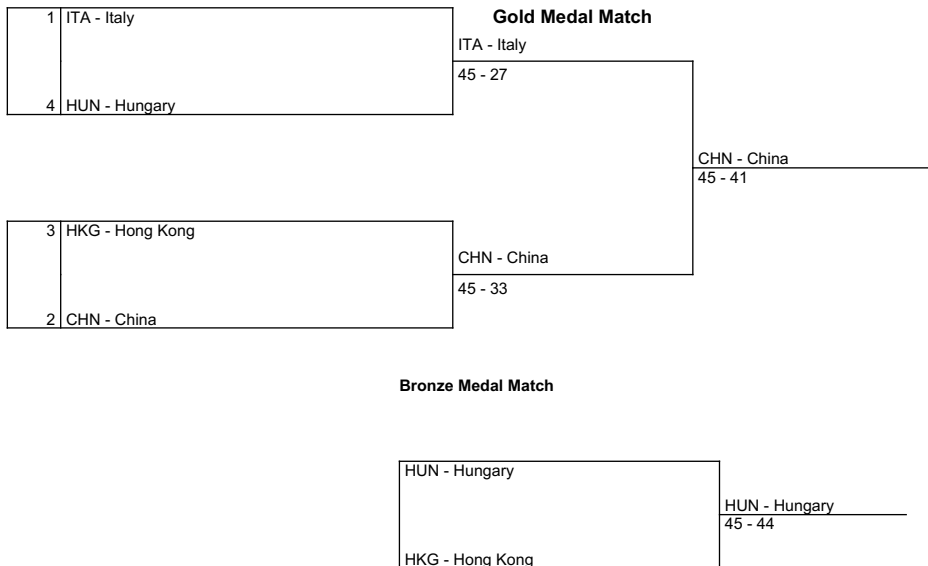 Gold Medal Match
1 ITA - Italy
ITA - Italy
45 - 27
4 HUN - Hungary
CHN - China
45 - 41
3 HKG - Hong Kong
CHN - China
45 - 33
2 CHN - China
Bronze Medal Match
HUN - Hungary
HUN - Hungary
45 - 44
HKG - Hong Kong